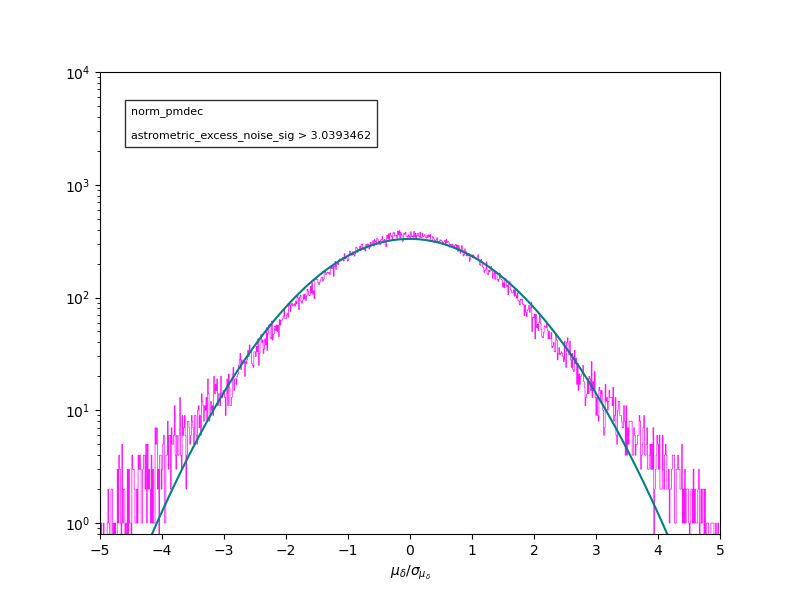 norm_pmdec
astrometric_excess_noise_sig > 3.0393462
10⁴
10³
10²
10¹
10⁰
−5 −4 −3 −2 −1 0 1 2 3 4 5
μ_δ/σ_μ_δ